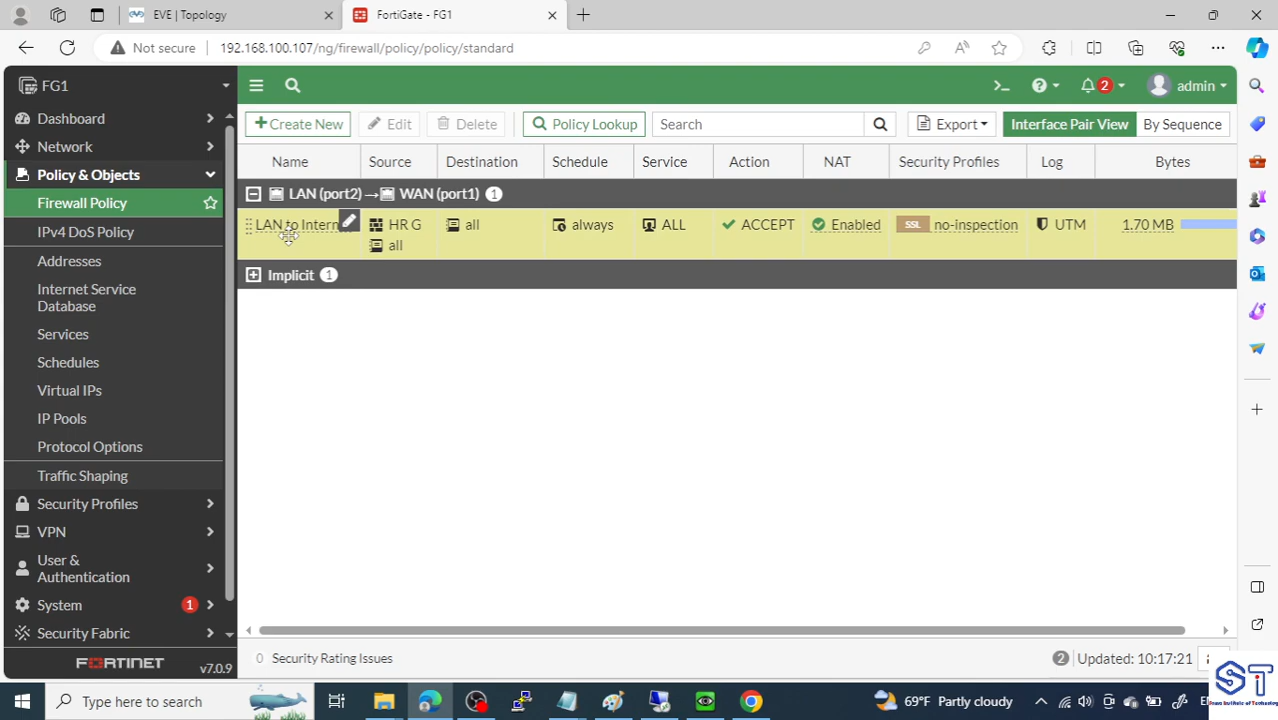 EVE | Topology
FortiGate - FG1
Not secure
192.168.100.107/ng/firewall/policy/policy/standard
FG1
2
admin
Dashboard
Network
Policy & Objects
Firewall Policy
IPv4 DoS Policy
Addresses
Internet Service
Database
Services
Schedules
Virtual IPs
IP Pools
Protocol Options
Traffic Shaping
Security Profiles
VPN
User &
Authentication
System 1
Security Fabric
FORTINET v7.0.9
+ Create New Edit Delete Policy Lookup Search Export Interface Pair View By Sequence
Name Source Destination Schedule Service Action NAT Security Profiles Log Bytes
LAN (port2) → WAN (port1) 1
LAN to Intern HR G all always ALL ACCEPT Enabled SSL no-inspection UTM 1.70 MB
all
Implicit 1
0 Security Rating Issues
2 Updated: 10:17:21
Type here to search
69°F Partly cloudy
ST